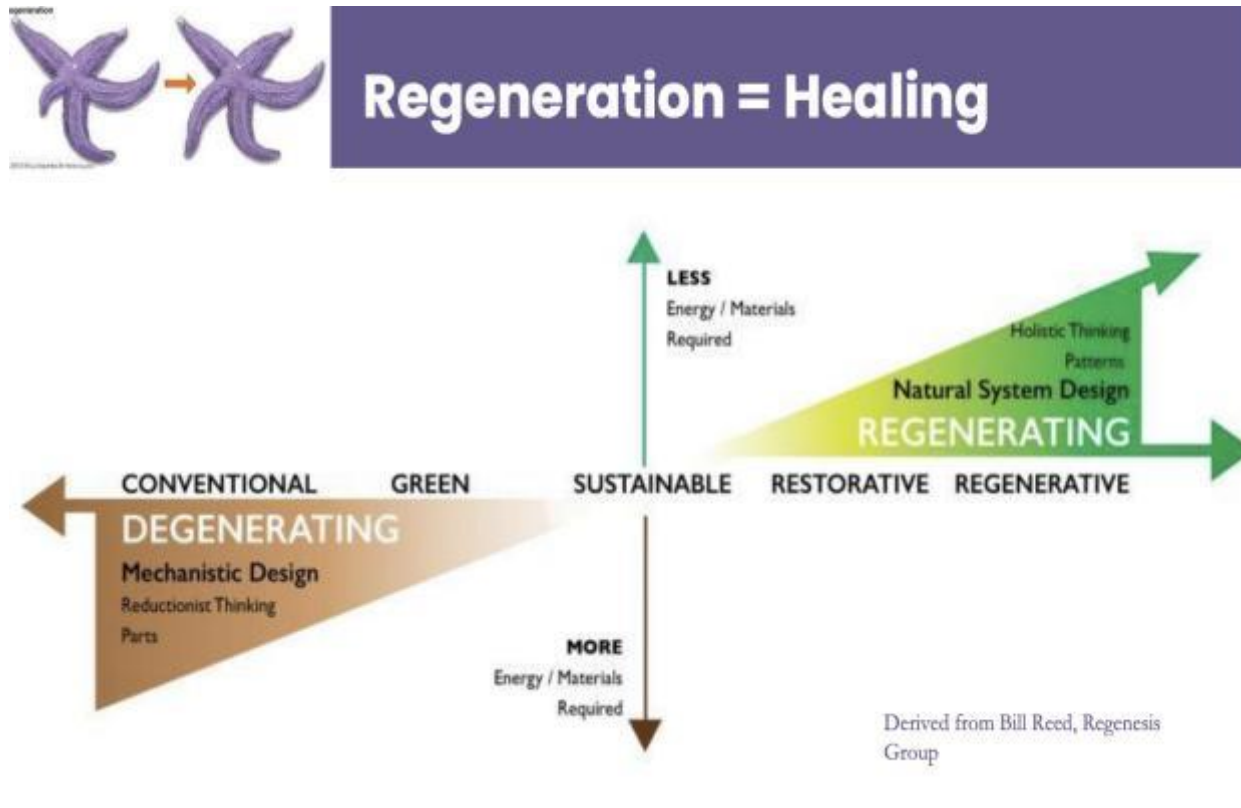 Regeneration = Healing
LESS
Energy / Materials
Required
Holistic Thinking
Patterns
Natural System Design
REGENERATING
CONVENTIONAL GREEN SUSTAINABLE RESTORATIVE REGENERATIVE
DEGENERATING
Mechanistic Design
Reductionist Thinking
Parts
MORE
Energy / Materials
Required
Derived from Bill Reed, Regenesis
Group